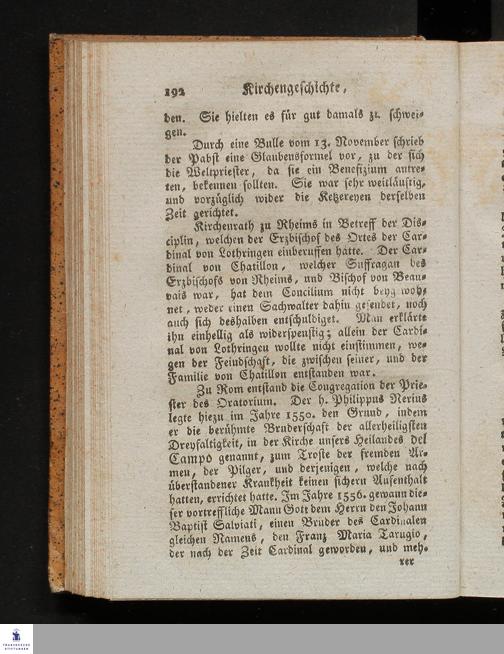 192 Kirchengeschichte,
den. Sie hielten es für gut damals zu schwei-
gen.
Durch eine Bulle vom 13. November schrieb
der Pabst eine Glaubensformel vor, zu der sich
die Weltpriester, da sie ein Benefizium antre-
ten, bekennen sollten. Sie war sehr weitläuftig,
und vorzüglich wider die Ketzereyen derselben
Zeit gerichtet.
Kirchenrath zu Rheims in Betreff der Dis-
ciplin, welchen der Erzbischof des Ortes der Car-
dinal von Lothringen einberuffen hatte. Der Car-
dinal von Chatillon, welcher Suffragan des
Erzbischofs von Rheims, und Bischof von Beau-
vais war, hat dem Concilium nicht beygewoh-
net, weder einen Sachwalter dahin gesendet, noch
auch sich deshalben entschuldiget. Man erklärte
ihn einhellig als widerspenstig; allein der Cardi-
nal von Lothringen wollte nicht einstimmen, we-
gen der Feindschaft, die zwischen seiner, und der
Familie von Chatillon entstanden war.
Zu Rom entstand die Congregation der Prie-
ster des Oratorium. Der h. Philippus Nerius
legte hiezu im Jahre 1550. den Grund, indem
er die berühmte Bruderschaft der allerheiligsten
Dreyfaltigkeit, in der Kirche unsers Heilandes del
Campo genannt, zum Troste der fremden Ar-
men, der Pilger, und derjenigen, welche nach
überstandener Krankheit keinen sichern Aufenthalt
hatten, errichtet hatte. Im Jahre 1556. gewann die-
ser vortreffliche Mann Gott dem Herrn den Johann
Baptist Salviati, einen Bruder des Cardinalen
gleichen Namens, den Franz Maria Tarugio,
der nach der Zeit Cardinal geworden, und meh-
rer
FRANCKESCHE
STIFTUNGEN